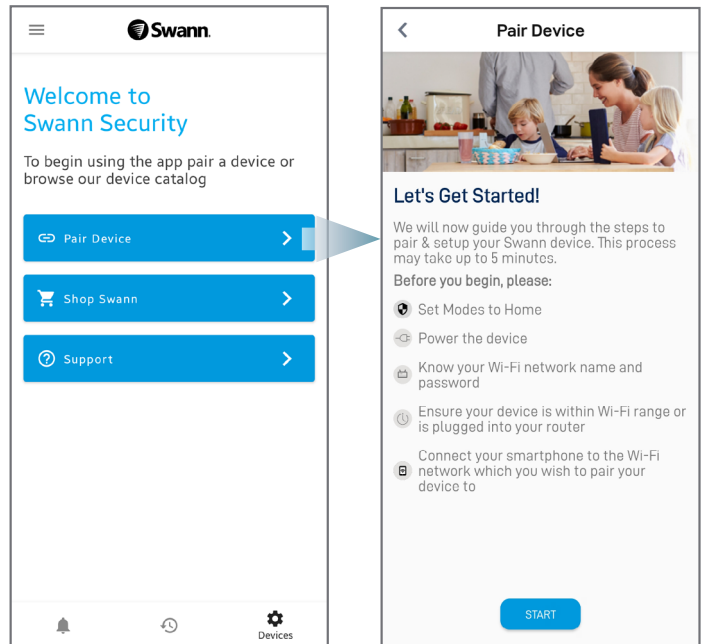 Swann.
Welcome to
Swann Security
To begin using the app pair a device or
browse our device catalog
Pair Device
Shop Swann
Support
Devices
Pair Device
Let's Get Started!
We will now guide you through the steps to
pair & setup your Swann device. This process
may take up to 5 minutes.
Before you begin, please:
Set Modes to Home
Power the device
Know your Wi-Fi network name and
password
Ensure your device is within Wi-Fi range or
is plugged into your router
Connect your smartphone to the Wi-Fi
network which you wish to pair your
device to
START